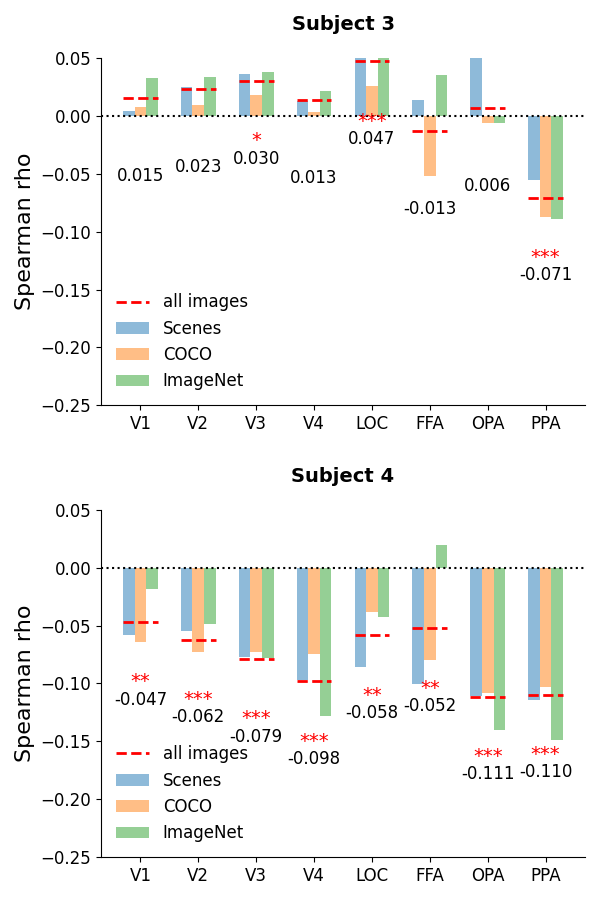 Subject 3
Spearman rho
0.05
0.00
−0.05
−0.10
−0.15
−0.20
−0.25
0.015
0.023
*
0.030
0.013
***
0.047
-0.013
0.006
***
-0.071
all images
Scenes
COCO
ImageNet
V1 V2 V3 V4 LOC FFA OPA PPA
Subject 4
Spearman rho
0.05
0.00
−0.05
−0.10
−0.15
−0.20
−0.25
**
-0.047
***
-0.062
***
-0.079
***
-0.098
**
-0.058
**
-0.052
***
-0.111
***
-0.110
all images
Scenes
COCO
ImageNet
V1 V2 V3 V4 LOC FFA OPA PPA